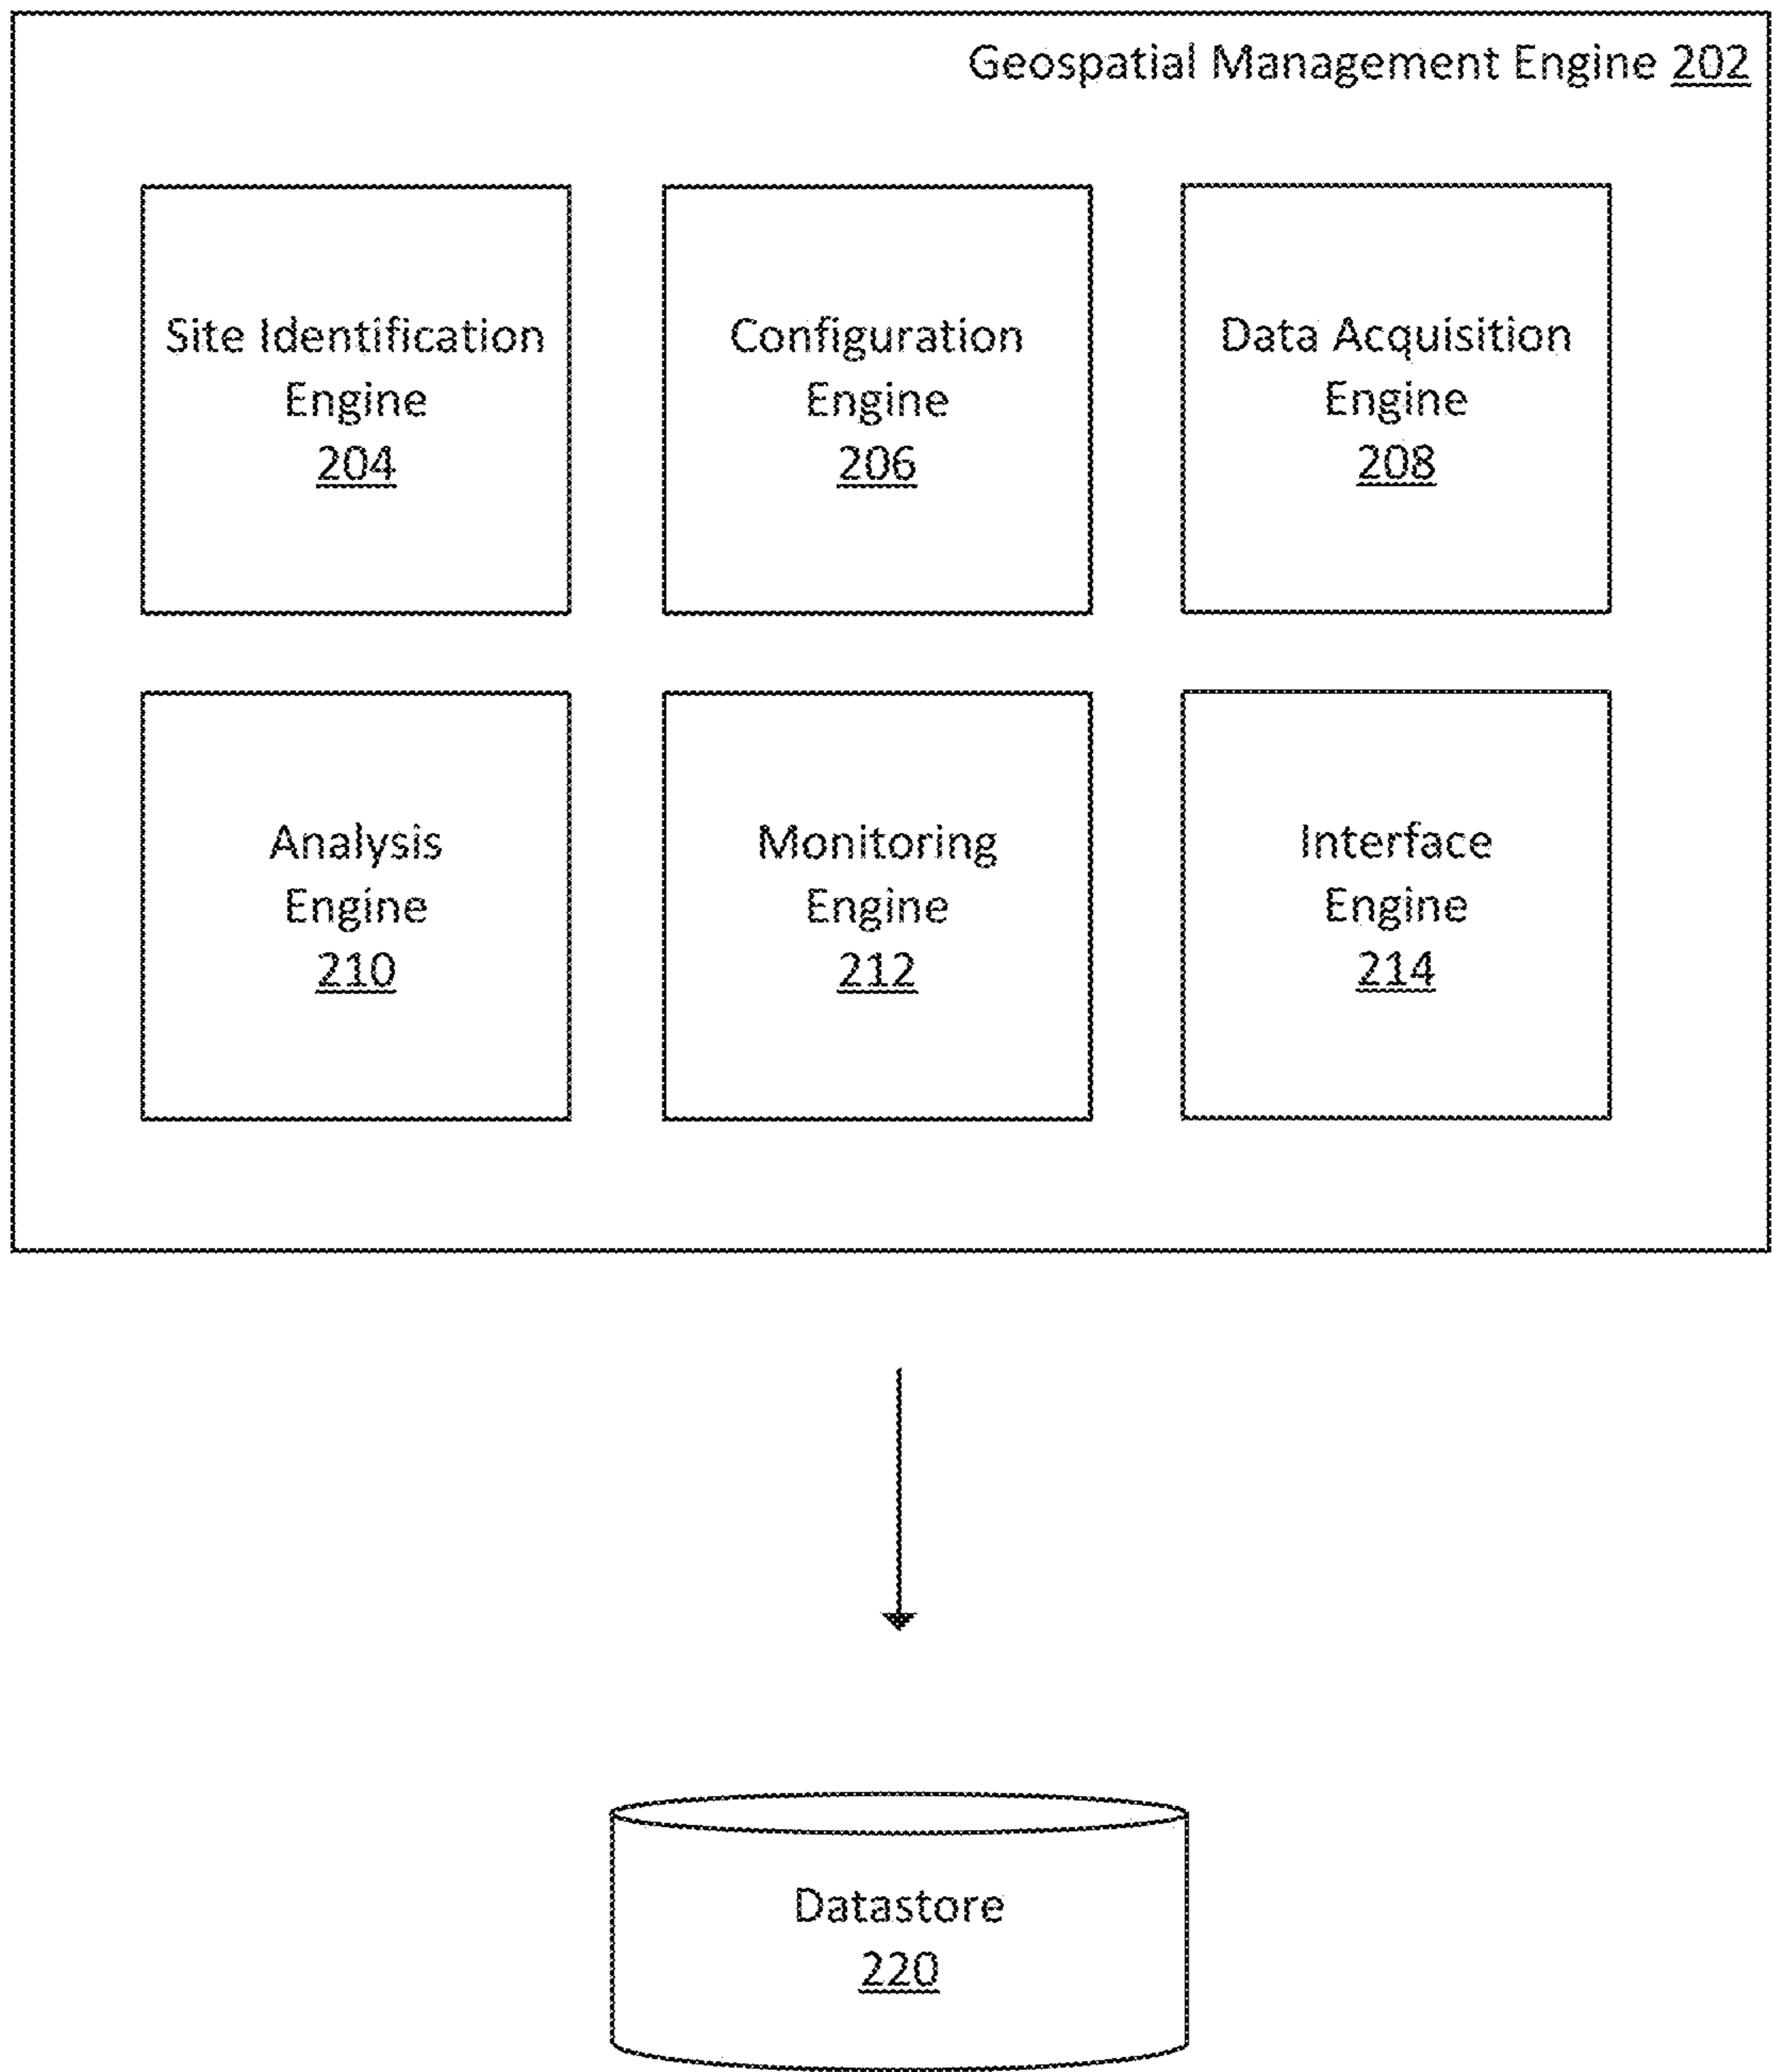 Geospatial Management Engine 202
Site Identification
Engine
204
Configuration
Engine
206
Data Acquisition
Engine
208
Analysis
Engine
210
Monitoring
Engine
212
Interface
Engine
214
Datastore
220